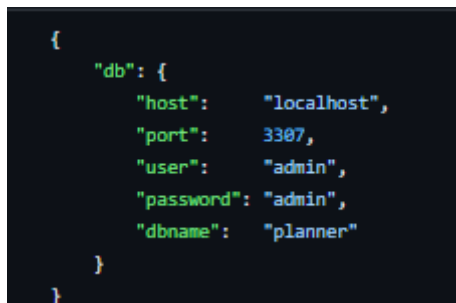 {
"db": {
"host": "localhost",
"port": 3307,
"user": "admin",
"password": "admin",
"dbname": "planner"
}
}